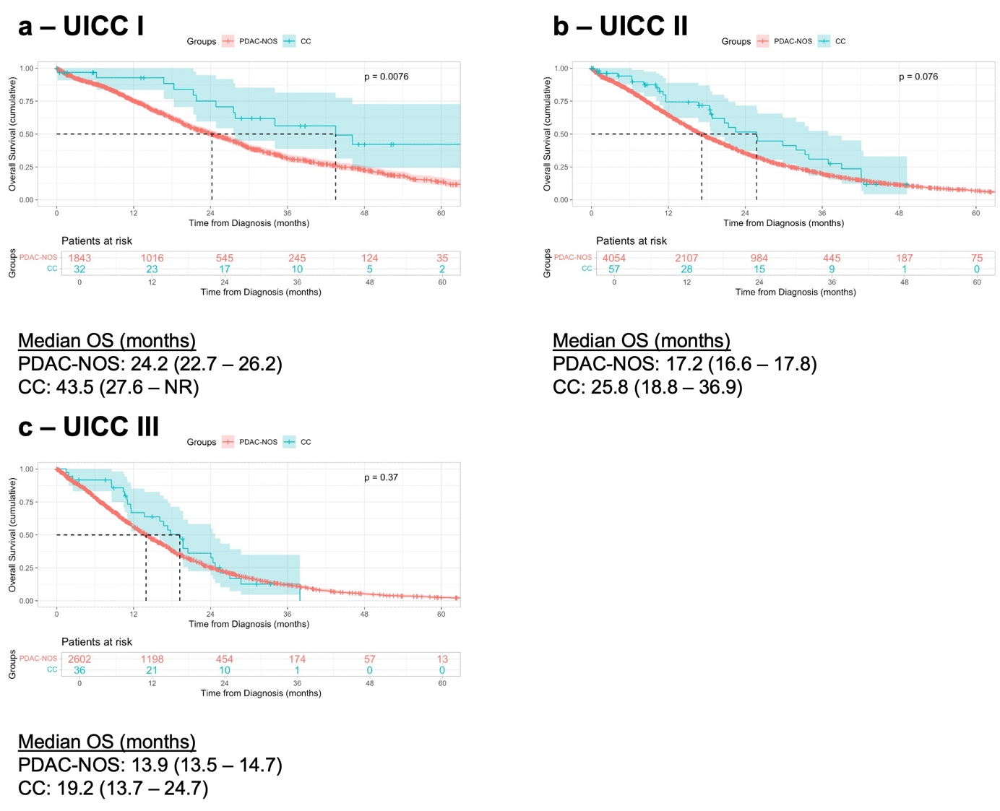 a – UICC I
Groups PDAC-NOS CC
p = 0.0076
Overall Survival (cumulative)
1.00
0.75
0.50
0.25
0.00
0 12 24 36 48 60
Time from Diagnosis (months)
Patients at risk
Groups
PDAC-NOS 1843 1016 545 245 124 35
CC 32 23 17 10 5 2
0 12 24 36 48 60
Time from Diagnosis (months)
Median OS (months)
PDAC-NOS: 24.2 (22.7 – 26.2)
CC: 43.5 (27.6 – NR)
b – UICC II
Groups PDAC-NOS CC
p = 0.076
Overall Survival (cumulative)
1.00
0.75
0.50
0.25
0.00
0 12 24 36 48 60
Time from Diagnosis (months)
Patients at risk
Groups
PDAC-NOS 4054 2107 984 445 187 75
CC 57 28 15 9 1 0
0 12 24 36 48 60
Time from Diagnosis (months)
Median OS (months)
PDAC-NOS: 17.2 (16.6 – 17.8)
CC: 25.8 (18.8 – 36.9)
c – UICC III
Groups PDAC-NOS CC
p = 0.37
Overall Survival (cumulative)
1.00
0.75
0.50
0.25
0.00
0 12 24 36 48 60
Time from Diagnosis (months)
Patients at risk
Groups
PDAC-NOS 2602 1198 454 174 57 13
CC 36 21 10 1 0 0
0 12 24 36 48 60
Time from Diagnosis (months)
Median OS (months)
PDAC-NOS: 13.9 (13.5 – 14.7)
CC: 19.2 (13.7 – 24.7)